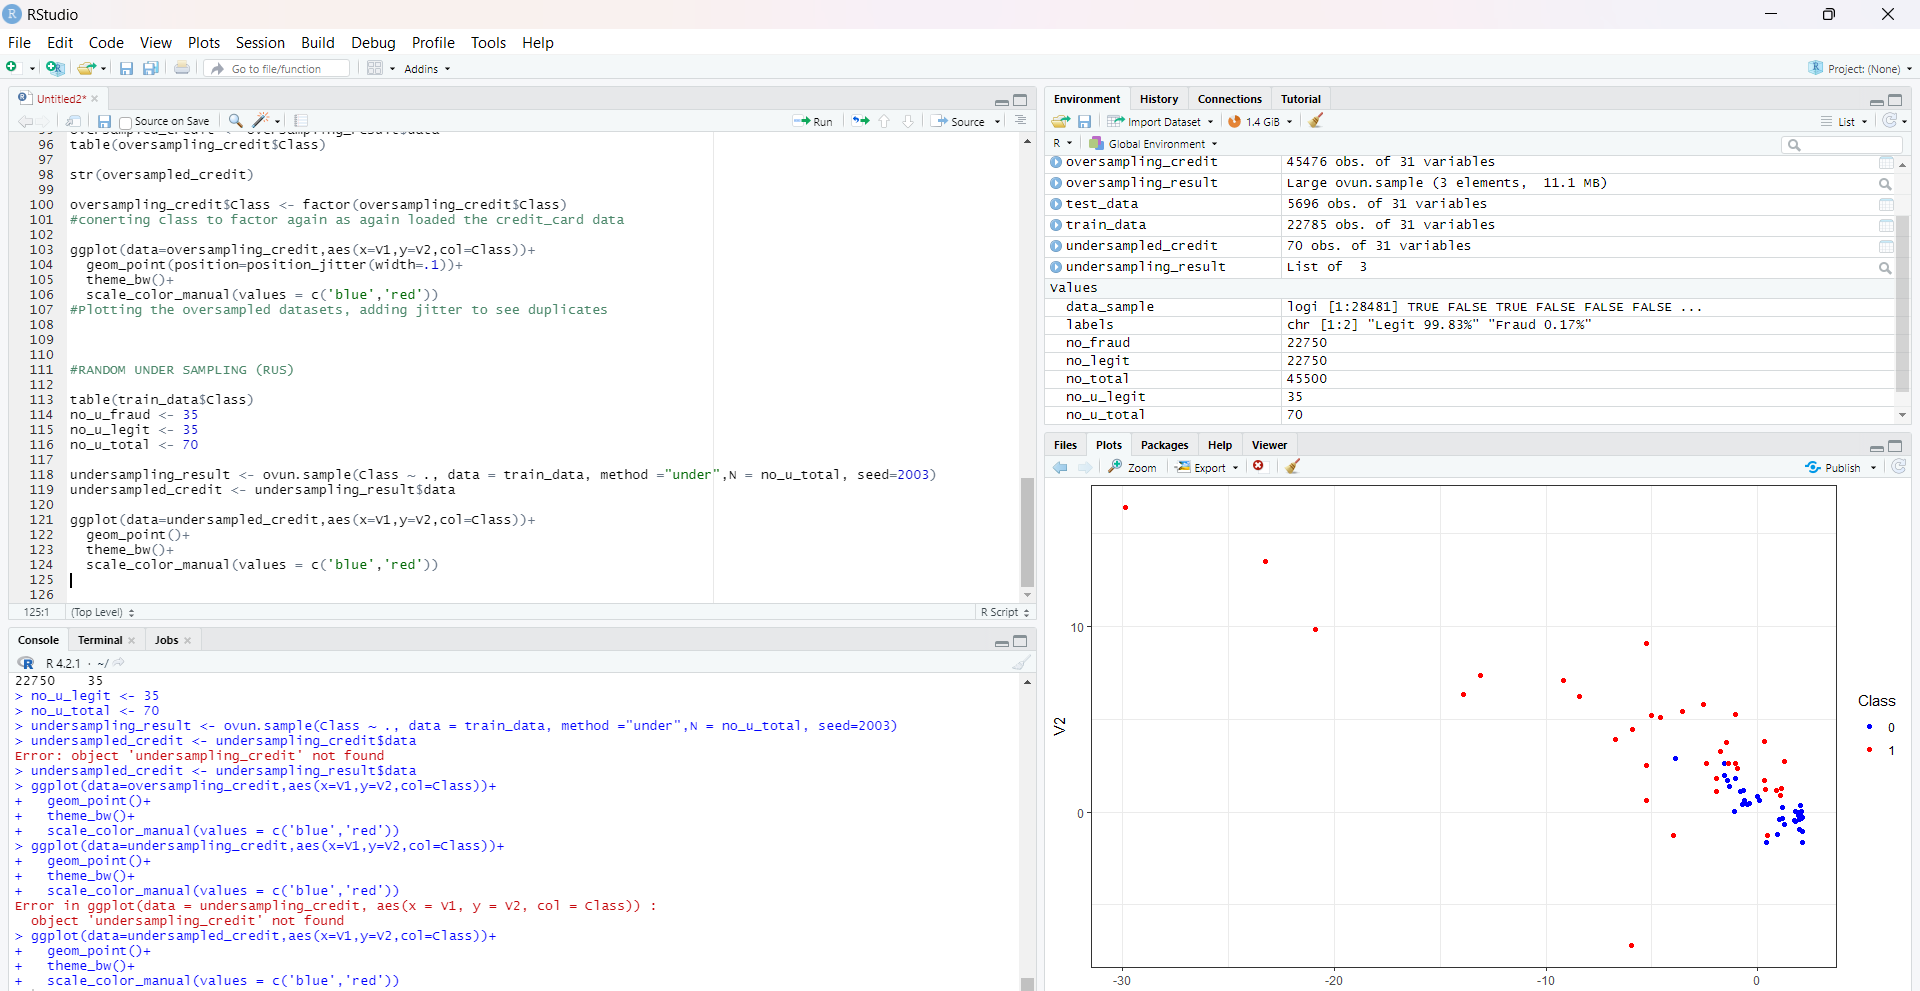 RStudio
File Edit Code View Plots Session Build Debug Profile Tools Help
Go to file/function Addins Project: (None)
Untitled2*
Source on Save Run Source
96 table(oversampling_credit$Class)
97
98 str(oversampled_credit)
99
100 oversampling_credit$Class <- factor(oversampling_credit$Class)
101 #conerting class to factor again as again loaded the credit_card data
102
103 ggplot(data=oversampling_credit,aes(x=V1,y=V2,col=Class))+
104 geom_point(position=position_jitter(width=.1))+
105 theme_bw()+
106 scale_color_manual(values = c('blue','red'))
107 #Plotting the oversampled datasets, adding jitter to see duplicates
108
109
110
111 #RANDOM UNDER SAMPLING (RUS)
112
113 table(train_data$Class)
114 no_u_fraud <- 35
115 no_u_legit <- 35
116 no_u_total <- 70
117
118 undersampling_result <- ovun.sample(Class ~ ., data = train_data, method ="under",N = no_u_total, seed=2003)
119 undersampled_credit <- undersampling_result$data
120
121 ggplot(data=undersampled_credit,aes(x=V1,y=V2,col=Class))+
122 geom_point()+
123 theme_bw()+
124 scale_color_manual(values = c('blue','red'))
125
126
125:1 (Top Level) R Script
Console Terminal Jobs
R 4.2.1 · ~/
22750 35
> no_u_legit <- 35
> no_u_total <- 70
> undersampling_result <- ovun.sample(Class ~ ., data = train_data, method ="under",N = no_u_total, seed=2003)
> undersampled_credit <- undersampling_credit$data
Error: object 'undersampling_credit' not found
> undersampled_credit <- undersampling_result$data
> ggplot(data=oversampling_credit,aes(x=V1,y=V2,col=Class))+
+ geom_point()+
+ theme_bw()+
+ scale_color_manual(values = c('blue','red'))
> ggplot(data=undersampling_credit,aes(x=V1,y=V2,col=Class))+
+ geom_point()+
+ theme_bw()+
+ scale_color_manual(values = c('blue','red'))
Error in ggplot(data = undersampling_credit, aes(x = V1, y = V2, col = Class)) :
object 'undersampling_credit' not found
> ggplot(data=undersampled_credit,aes(x=V1,y=V2,col=Class))+
+ geom_point()+
+ theme_bw()+
+ scale_color_manual(values = c('blue','red'))
Environment History Connections Tutorial
Import Dataset 1.4 GiB List
R Global Environment
oversampling_credit 45476 obs. of 31 variables
oversampling_result Large ovun.sample (3 elements, 11.1 MB)
test_data 5696 obs. of 31 variables
train_data 22785 obs. of 31 variables
undersampled_credit 70 obs. of 31 variables
undersampling_result List of 3
Values
data_sample logi [1:28481] TRUE FALSE TRUE FALSE FALSE FALSE ...
labels chr [1:2] "Legit 99.83%" "Fraud 0.17%"
no_fraud 22750
no_legit 22750
no_total 45500
no_u_legit 35
no_u_total 70
Files Plots Packages Help Viewer
Zoom Export Publish
10
0
V2
-30 -20 -10 0
Class
0
1